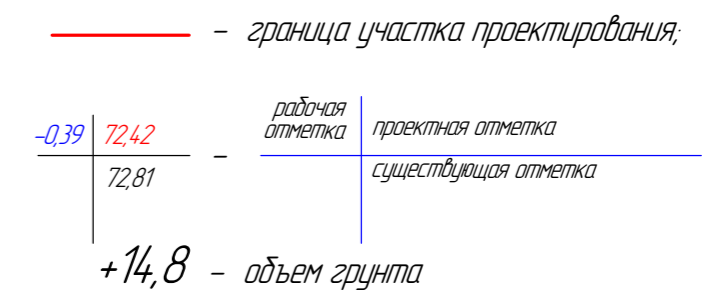 – граница участка проектирования;
-0,39 72,42
72,81
–
рабочая
отметка
проектная отметка
существующая отметка
+14,8 – объем грунта